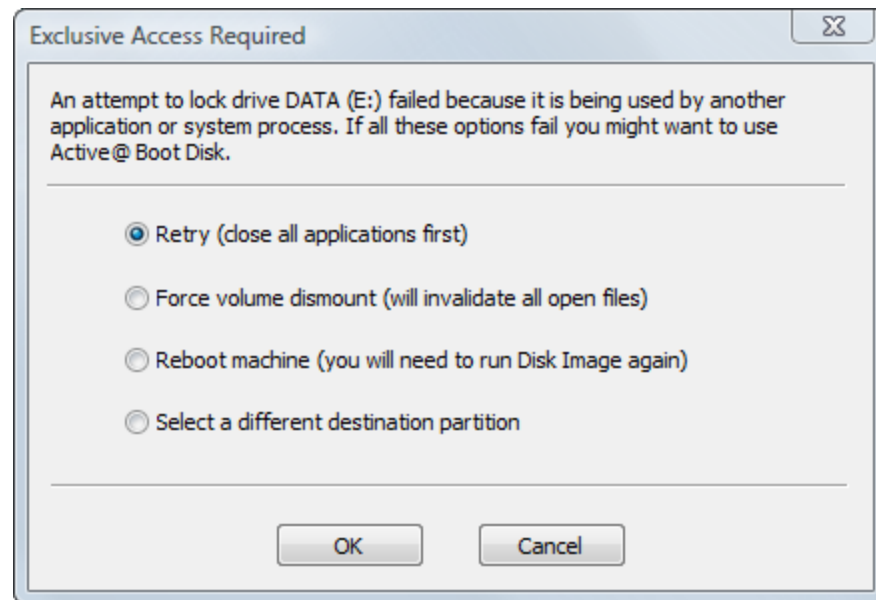 Exclusive Access Required
An attempt to lock drive DATA (E:) failed because it is being used by another
application or system process. If all these options fail you might want to use
Active@ Boot Disk.
Retry (close all applications first)
Force volume dismount (will invalidate all open files)
Reboot machine (you will need to run Disk Image again)
Select a different destination partition
OK Cancel